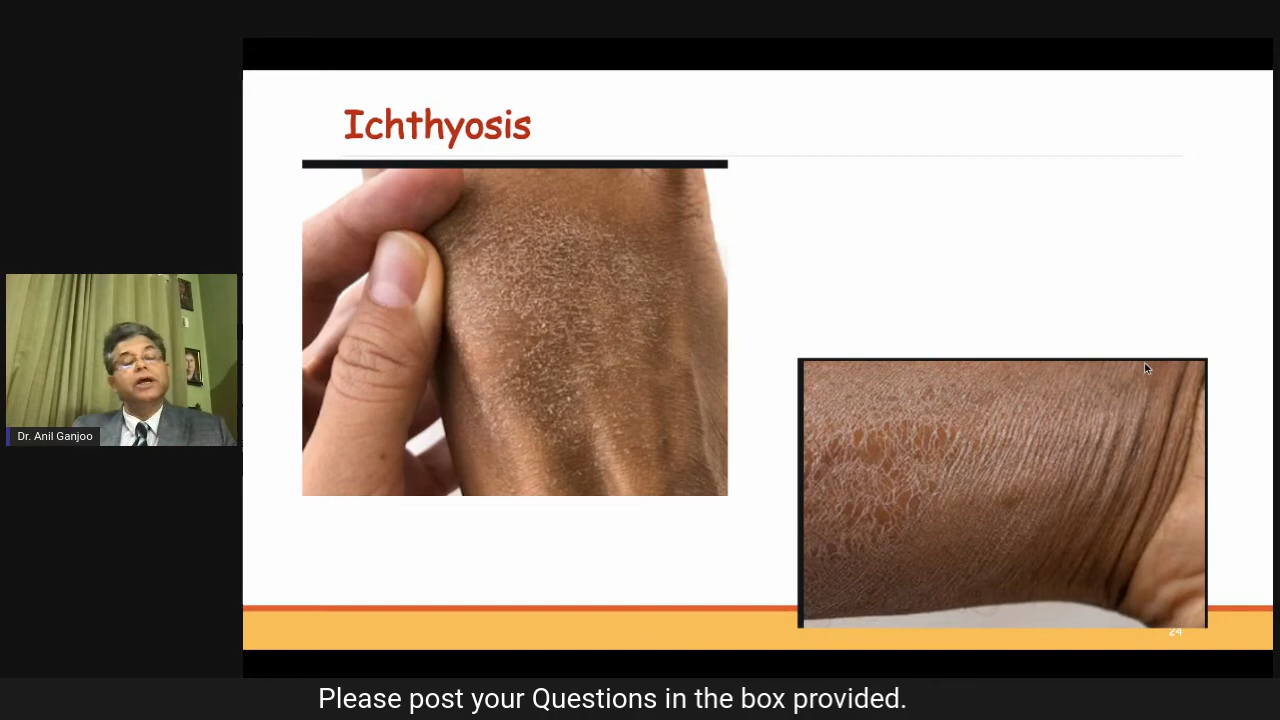 Ichthyosis
Dr. Anil Ganjoo
24
Please post your Questions in the box provided.